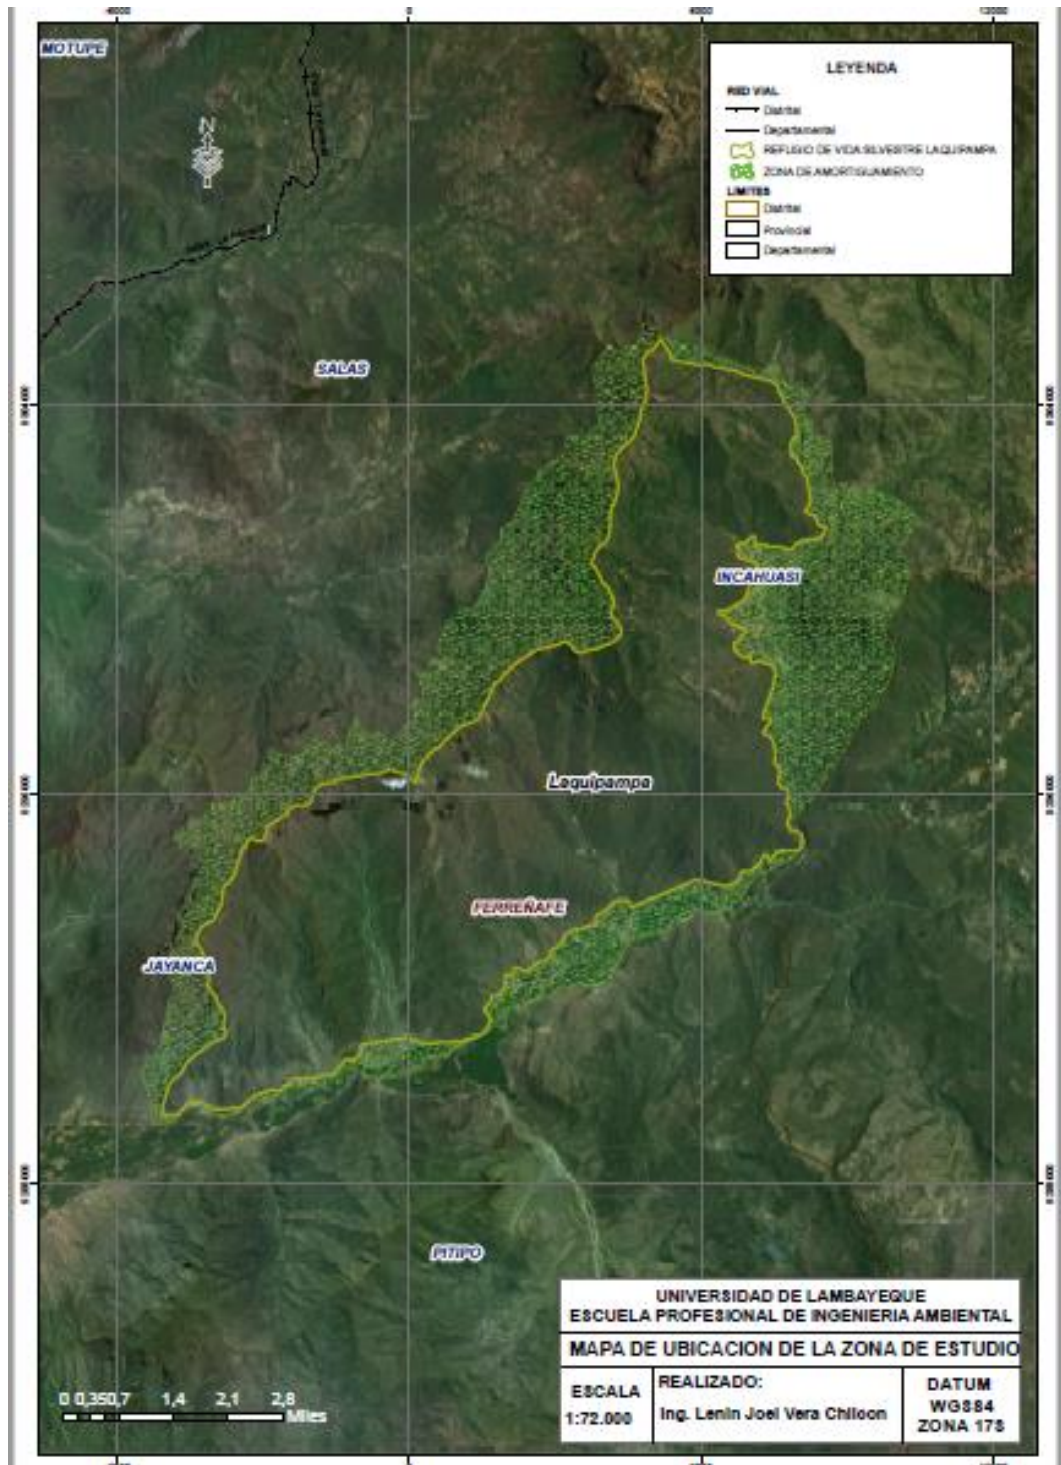 0
MOTUPE
LEYENDA
RED VIAL
Distrital
Departamental
REFUGIO DE VIDA SILVESTRE LAQUIPAMPA
ZONA DE AMORTIGUAMIENTO
LIMITES
Distrital
Provincial
Departamental
N
SALAS
INCAHUASI
Laquipampa
FERREÑAFE
JAYANCA
PITIPO
UNIVERSIDAD DE LAMBAYEQUE
ESCUELA PROFESIONAL DE INGENIERIA AMBIENTAL
MAPA DE UBICACION DE LA ZONA DE ESTUDIO
ESCALA
1:72.000
REALIZADO:
Ing. Lenin Joel Vera Chilcon
DATUM
WGS84
ZONA 17S
0 0,350,7 1,4 2,1 2,8
Miles